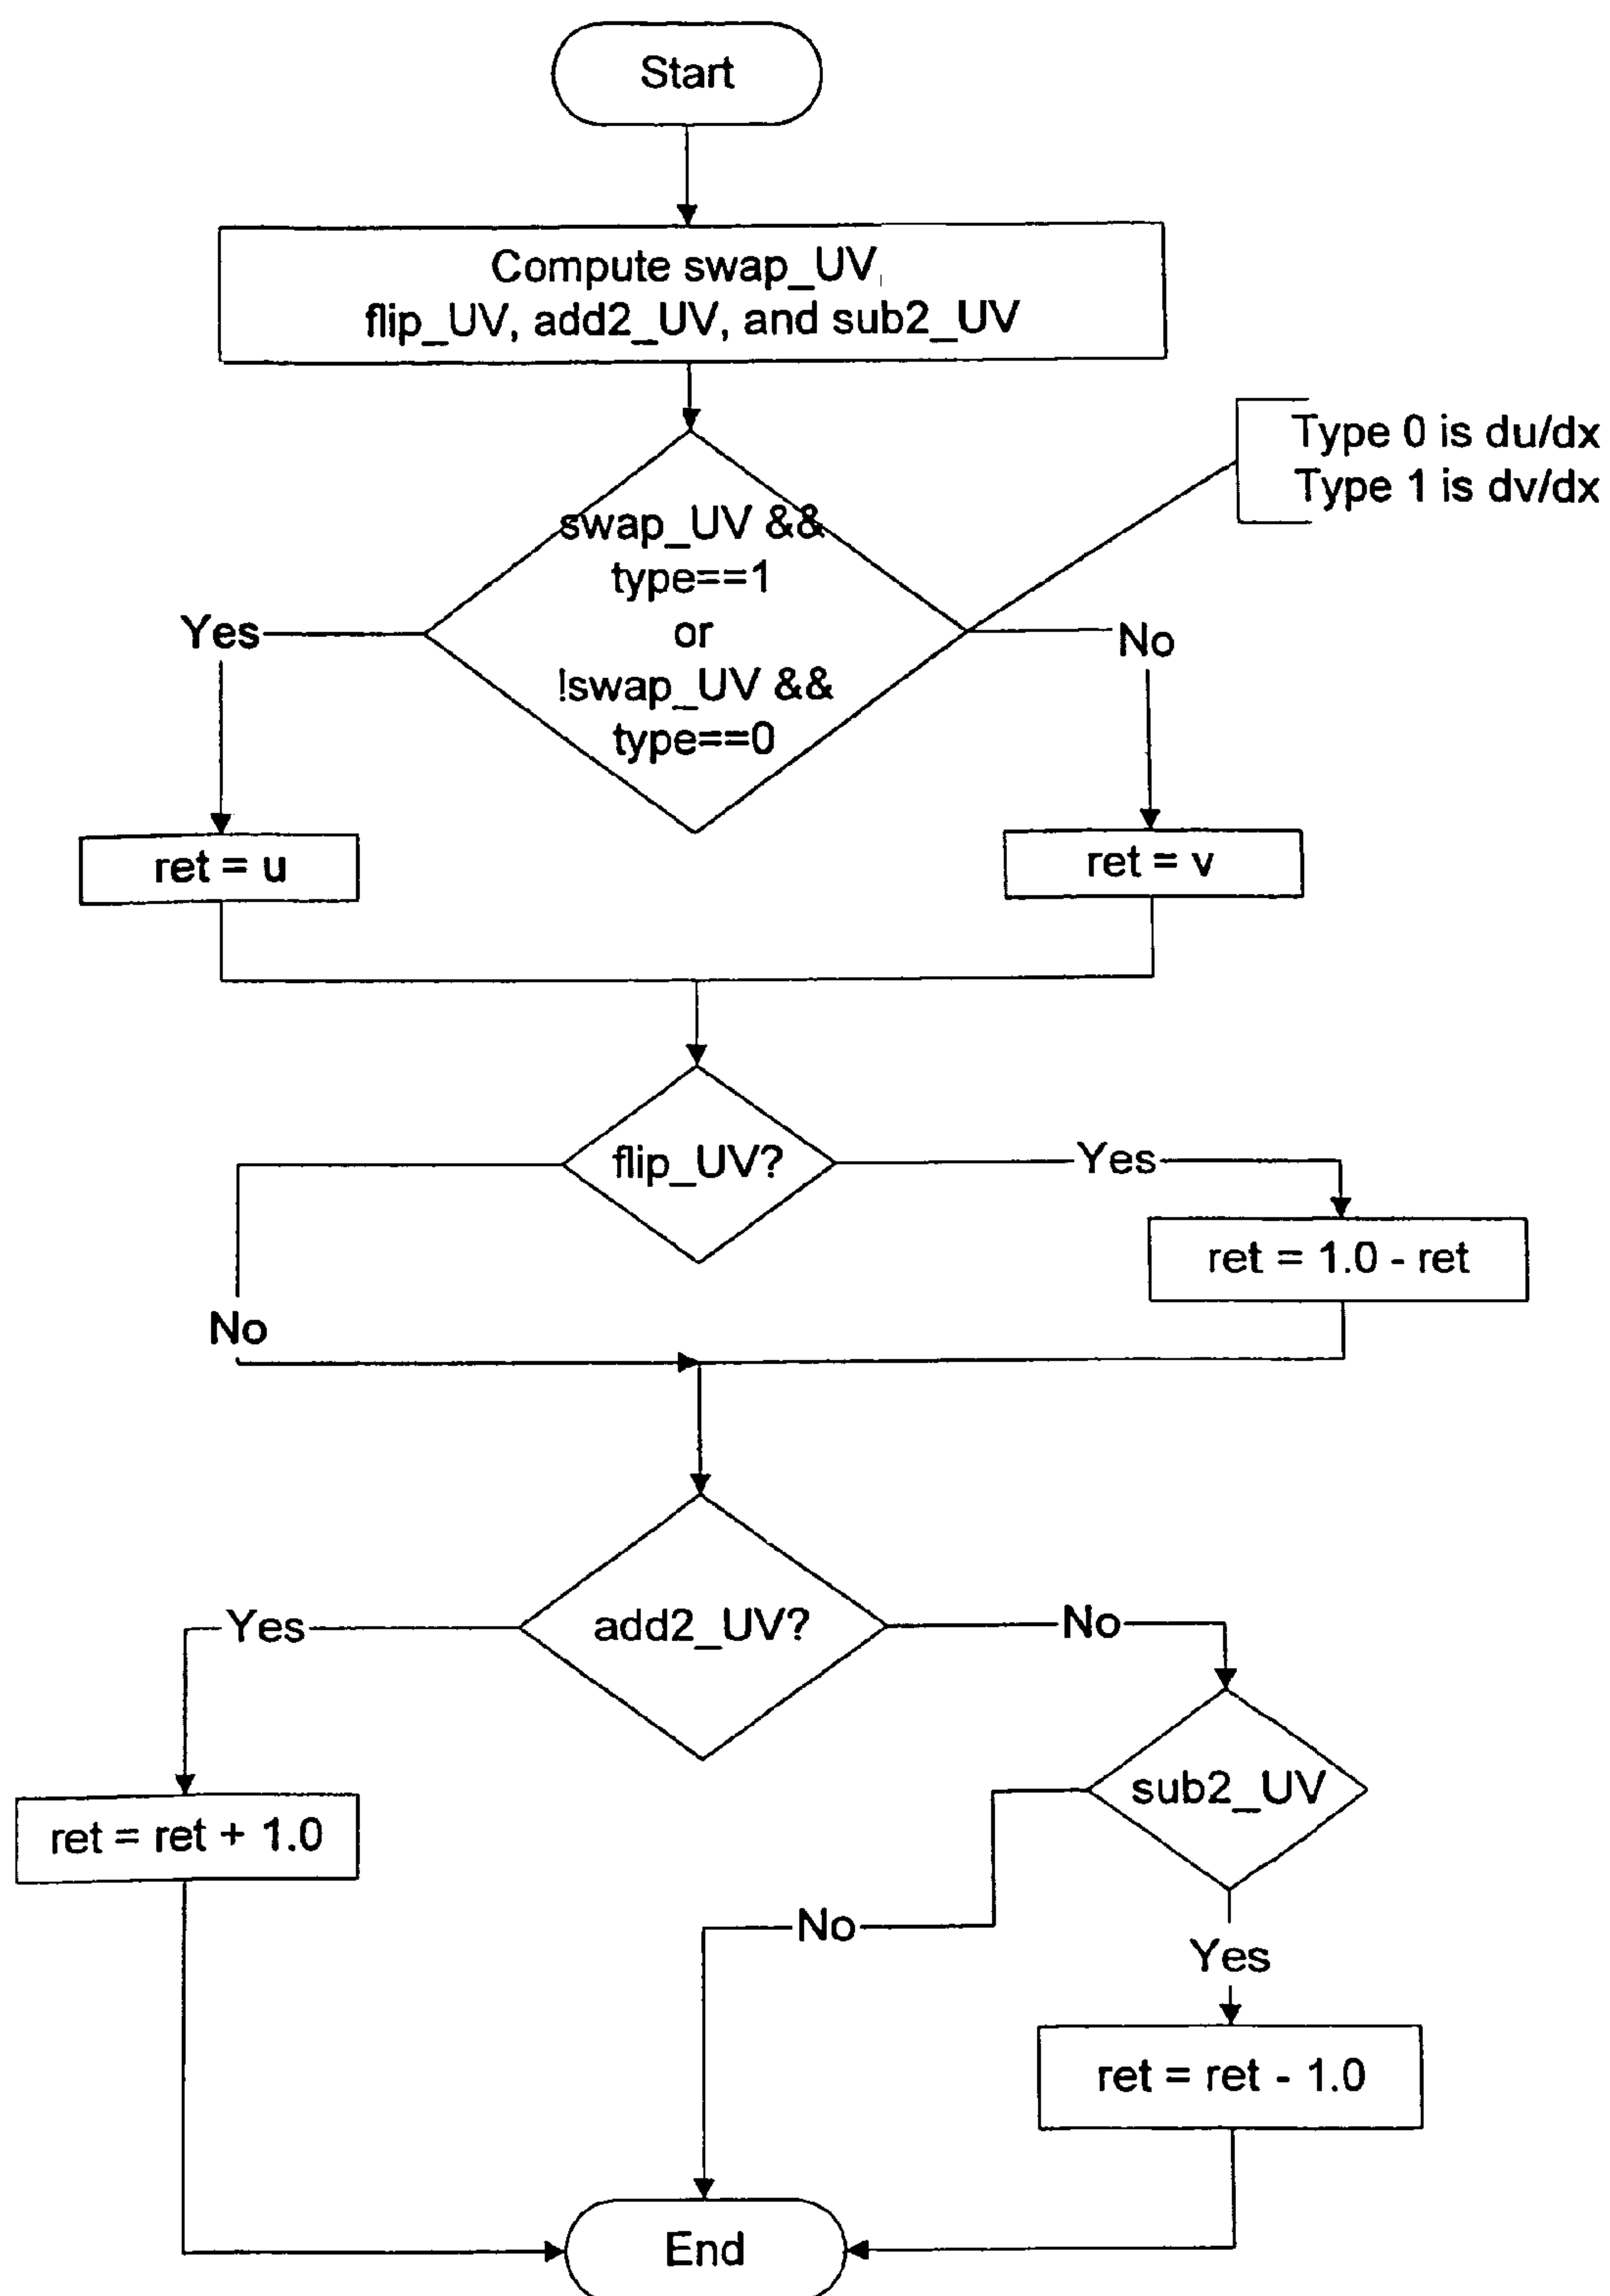 Start
Compute swap_UV,
flip_UV, add2_UV, and sub2_UV
Type 0 is du/dx
Type 1 is dv/dx
swap_UV &&
type==1
or
!swap_UV &&
type==0
Yes
No
ret = u
ret = v
flip_UV?
Yes
ret = 1.0 - ret
No
add2_UV?
Yes
No
sub2_UV
ret = ret + 1.0
No
Yes
ret = ret - 1.0
End